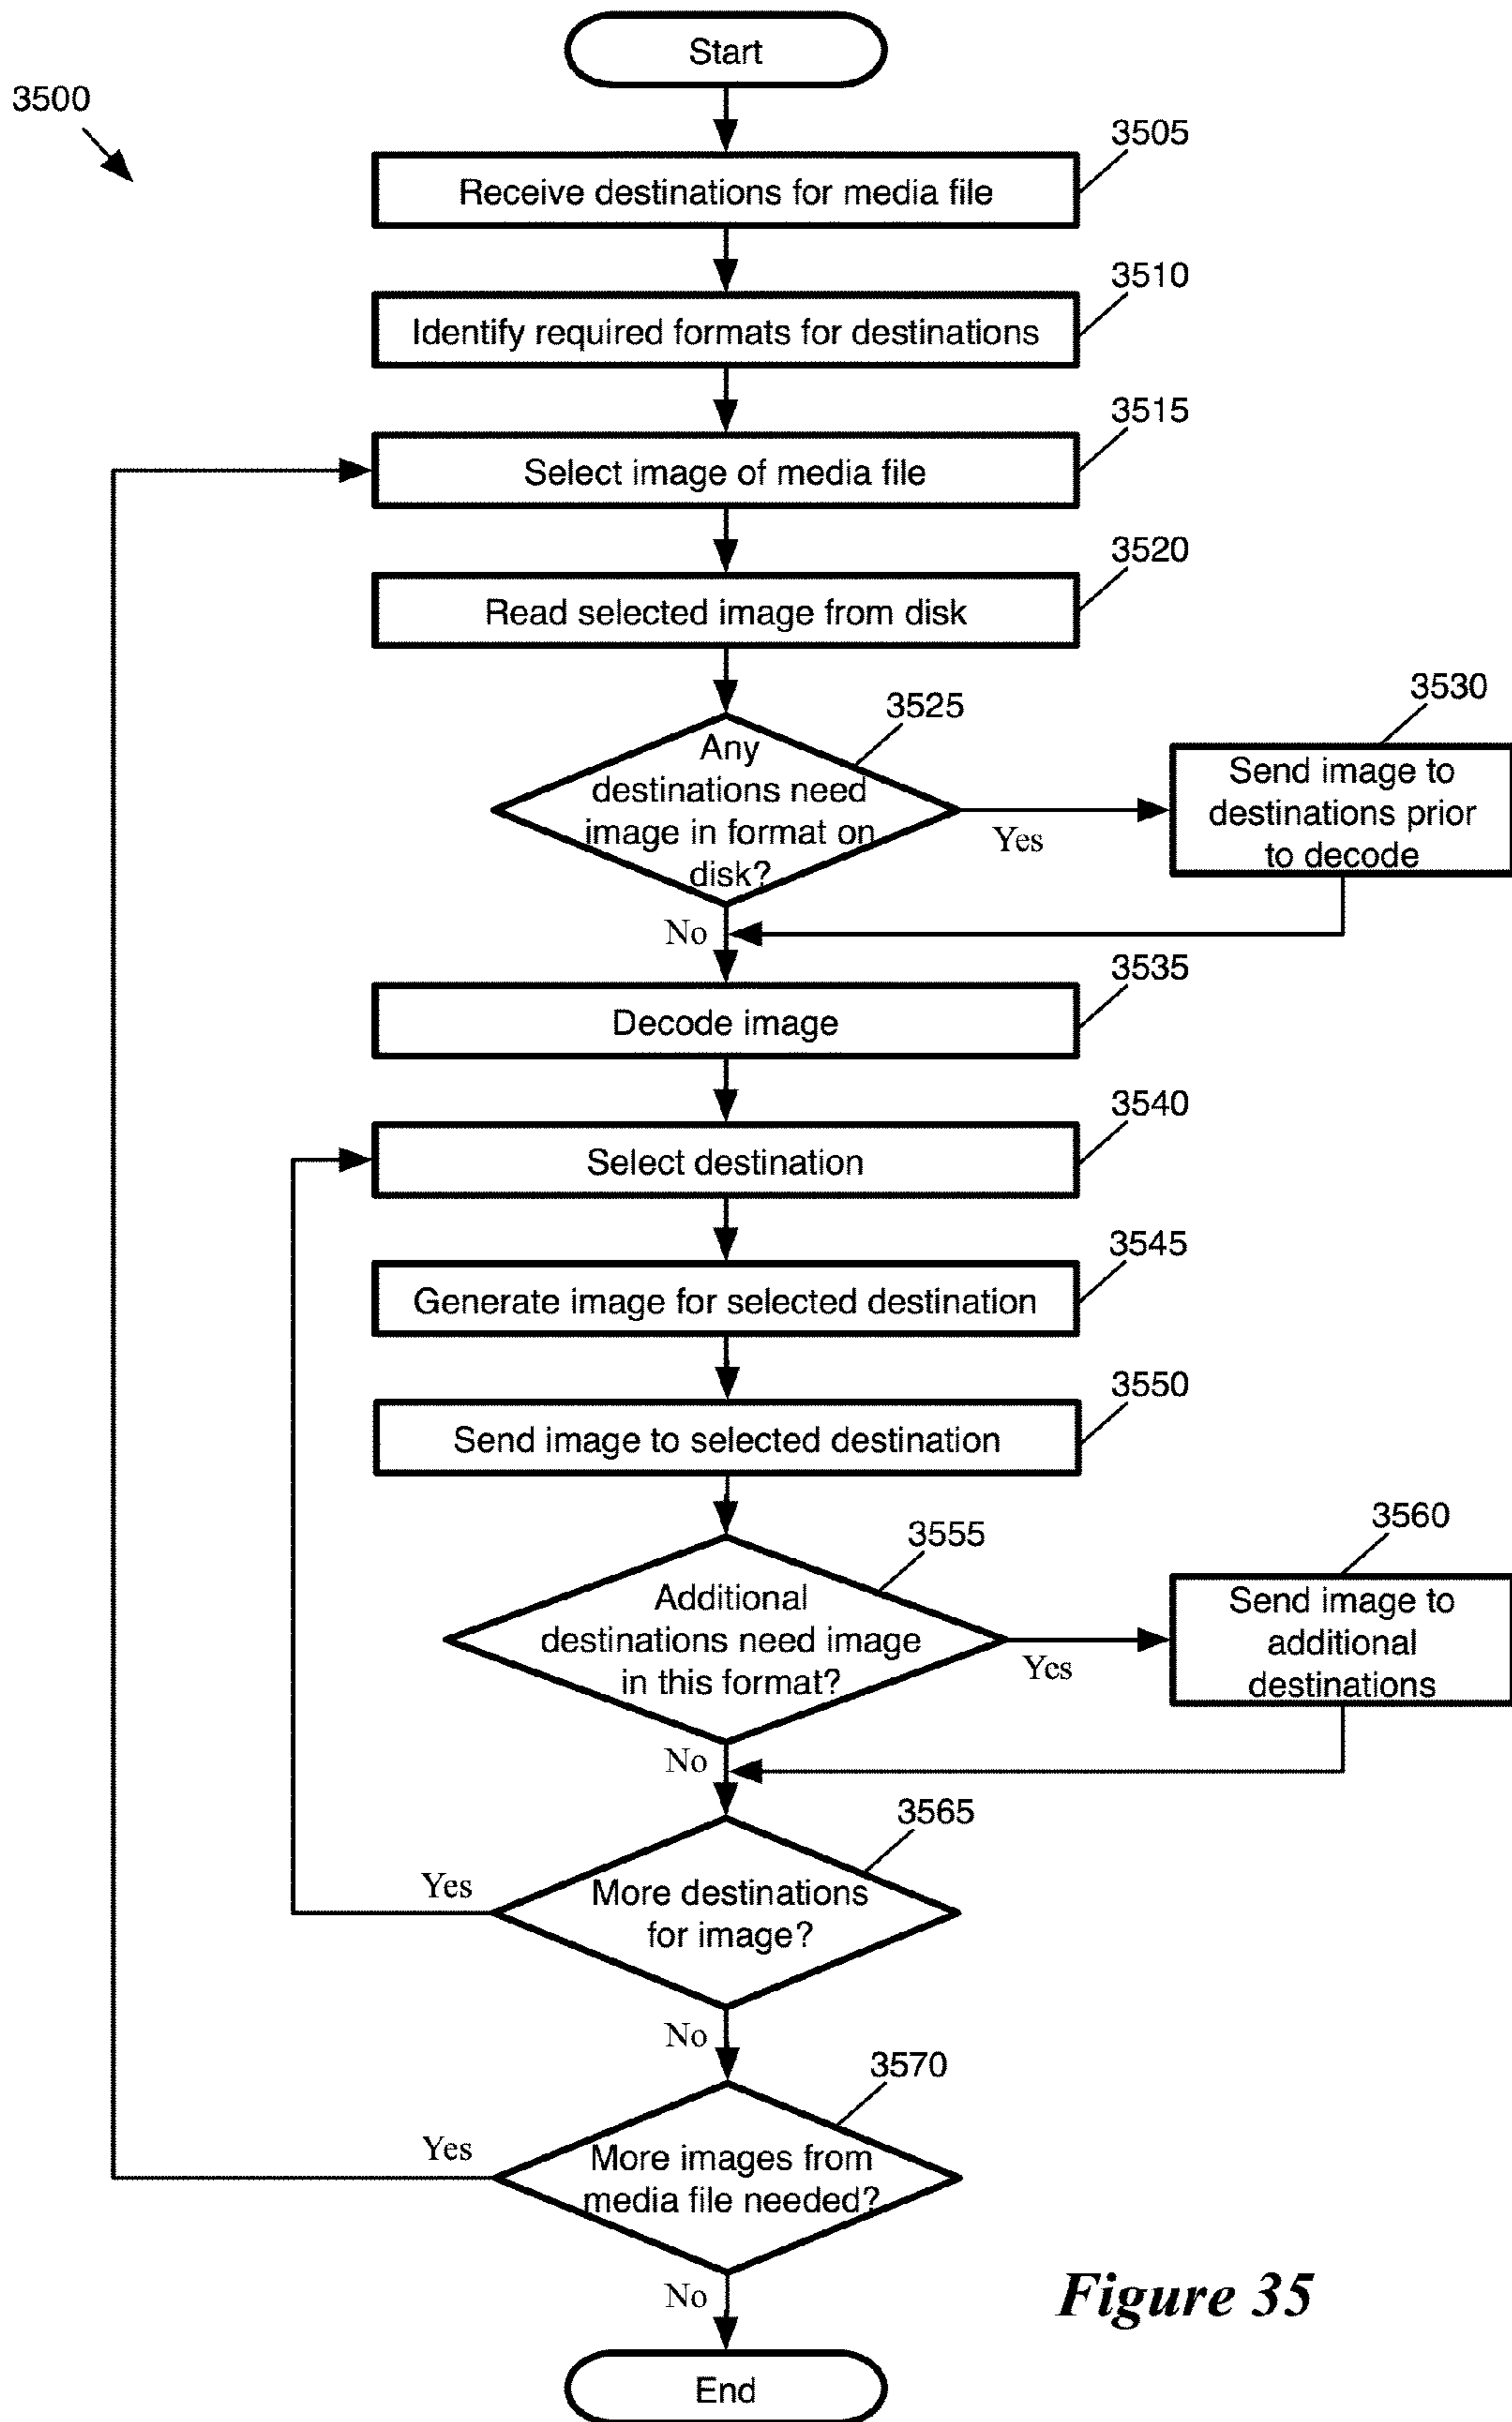 Start
3500
3505
Receive destinations for media file
3510
Identify required formats for destinations
3515
Select image of media file
3520
Read selected image from disk
3525
Any
destinations need
image in format on
disk?
Yes
3530
Send image to
destinations prior
to decode
No
3535
Decode image
3540
Select destination
3545
Generate image for selected destination
3550
Send image to selected destination
3555
Additional
destinations need image
in this format?
Yes
3560
Send image to
additional
destinations
No
3565
More destinations
for image?
Yes
No
3570
More images from
media file needed?
Yes
No
End
Figure 35